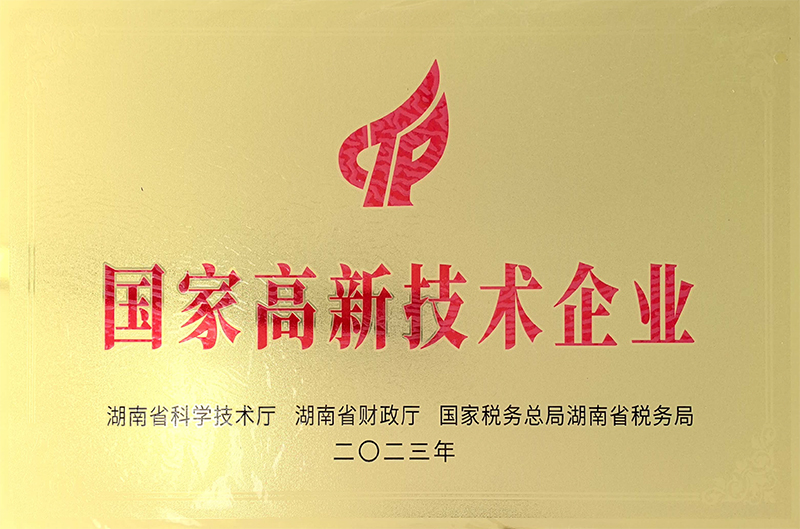 国家高新技术企业
湖南省科学技术厅 湖南省财政厅 国家税务总局湖南省税务局
二〇二三年